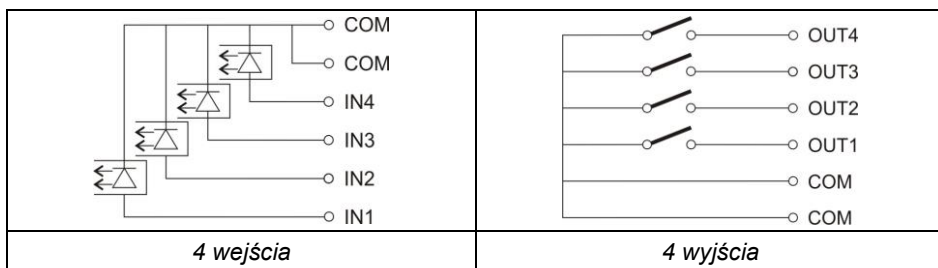 COM
COM
IN4
IN3
IN2
IN1
4 wejścia
OUT4
OUT3
OUT2
OUT1
COM
COM
4 wyjścia